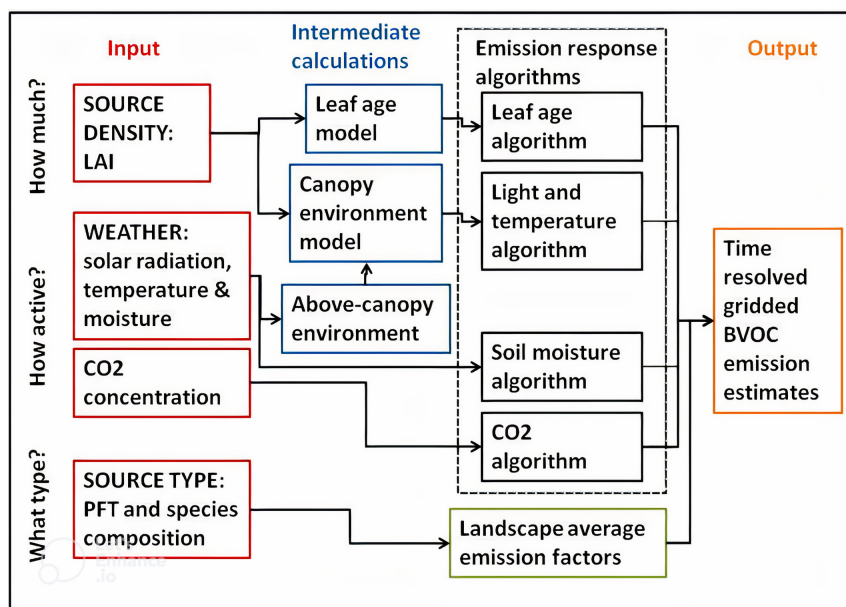 Input
Intermediate
calculations
Emission response
algorithms
Output
How much?
SOURCE
DENSITY:
LAI
Leaf age
model
Leaf age
algorithm
Canopy
environment
model
Light and
temperature
algorithm
How active?
WEATHER:
solar radiation,
temperature &
moisture
Above-canopy
environment
Soil moisture
algorithm
Time
resolved
gridded
BVOC
emission
estimates
CO2
concentration
CO2
algorithm
What type?
SOURCE TYPE:
PFT and species
composition
Landscape average
emission factors
Enhance
.io